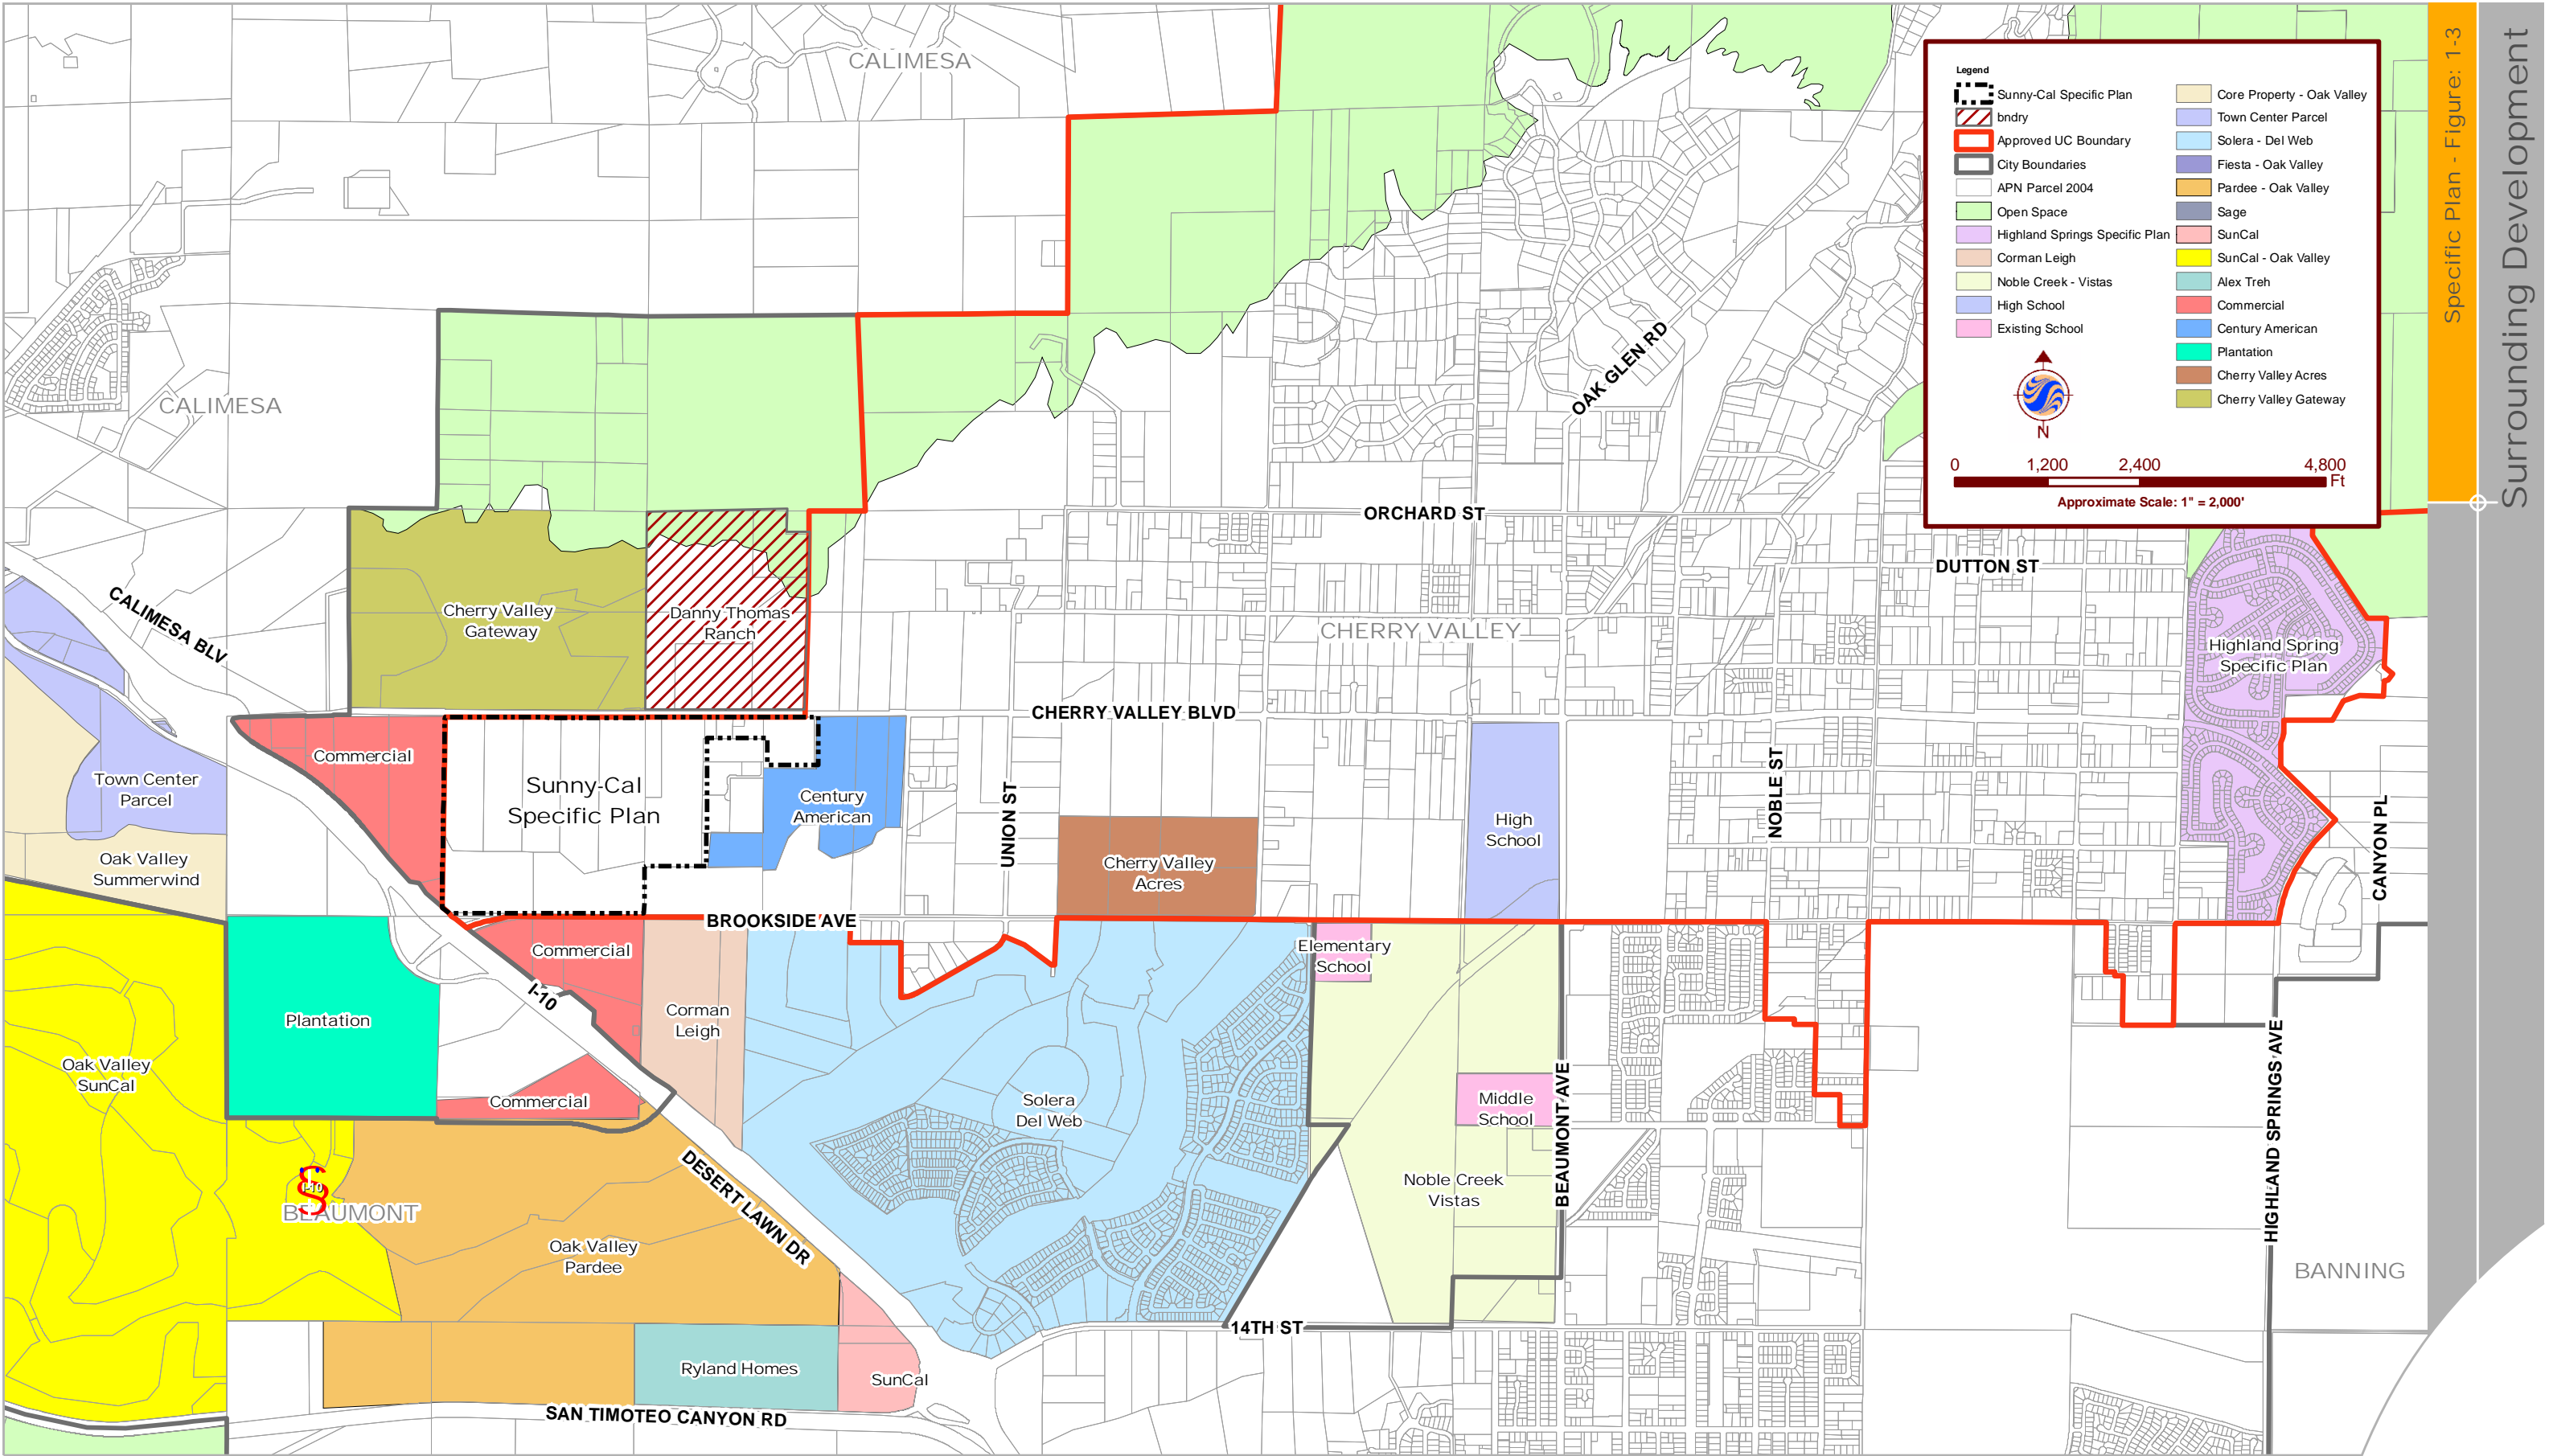 CALIMESA
Specific Plan - Figure: 1-3
Surrounding Development
Legend
Sunny-Cal Specific Plan
bndry
Approved UC Boundary
City Boundaries
APN Parcel 2004
Open Space
Highland Springs Specific Plan
Corman Leigh
Noble Creek - Vistas
High School
Existing School
Core Property - Oak Valley
Town Center Parcel
Solera - Del Web
Fiesta - Oak Valley
Pardee - Oak Valley
Sage
SunCal
SunCal - Oak Valley
Alex Treh
Commercial
Century American
Plantation
Cherry Valley Acres
Cherry Valley Gateway
N
0 1,200 2,400 4,800
Ft
Approximate Scale: 1" = 2,000'
OAK GLEN RD
CALIMESA
ORCHARD ST
DUTTON ST
CALIMESA BLV
Cherry Valley
Gateway
Danny Thomas
Ranch
CHERRY VALLEY
Highland Spring
Specific Plan
CHERRY VALLEY BLVD
Commercial
Town Center
Parcel
Sunny-Cal
Specific Plan
Century
American
UNION ST
High
School
NOBLE ST
CANYON PL
Oak Valley
Summerwind
Cherry Valley
Acres
BROOKSIDE AVE
Commercial
Elementary
School
I-10
Plantation
Corman
Leigh
Oak Valley
SunCal
Commercial
Solera
Del Web
Middle
School
BEAUMONT AVE
HIGHLAND SPRINGS AVE
I-10
BEAUMONT
DESERT LAWN DR
Noble Creek
Vistas
Oak Valley
Pardee
BANNING
14TH ST
Ryland Homes
SunCal
SAN TIMOTEO CANYON RD